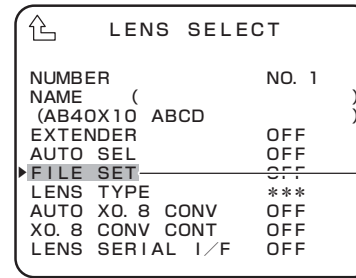 LENS SELECT
NUMBER NO. 1
NAME ( )
(AB40X10 ABCD )
EXTENDER OFF
AUTO SEL OFF
FILE SET OFF
LENS TYPE ***
AUTO X0. 8 CONV OFF
X0. 8 CONV CONT OFF
LENS SERIAL I/F OFF